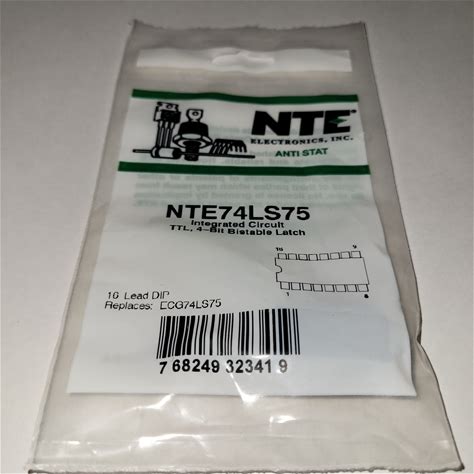 NTE®
ELECTRONICS, INC.
ANTI STAT
NTE74LS75
Integrated Circuit
TTL, 4-Bit Bistable Latch
16 9
1 8
16 Lead DIP
Replaces: ECG74LS75
7 68249 32341 9